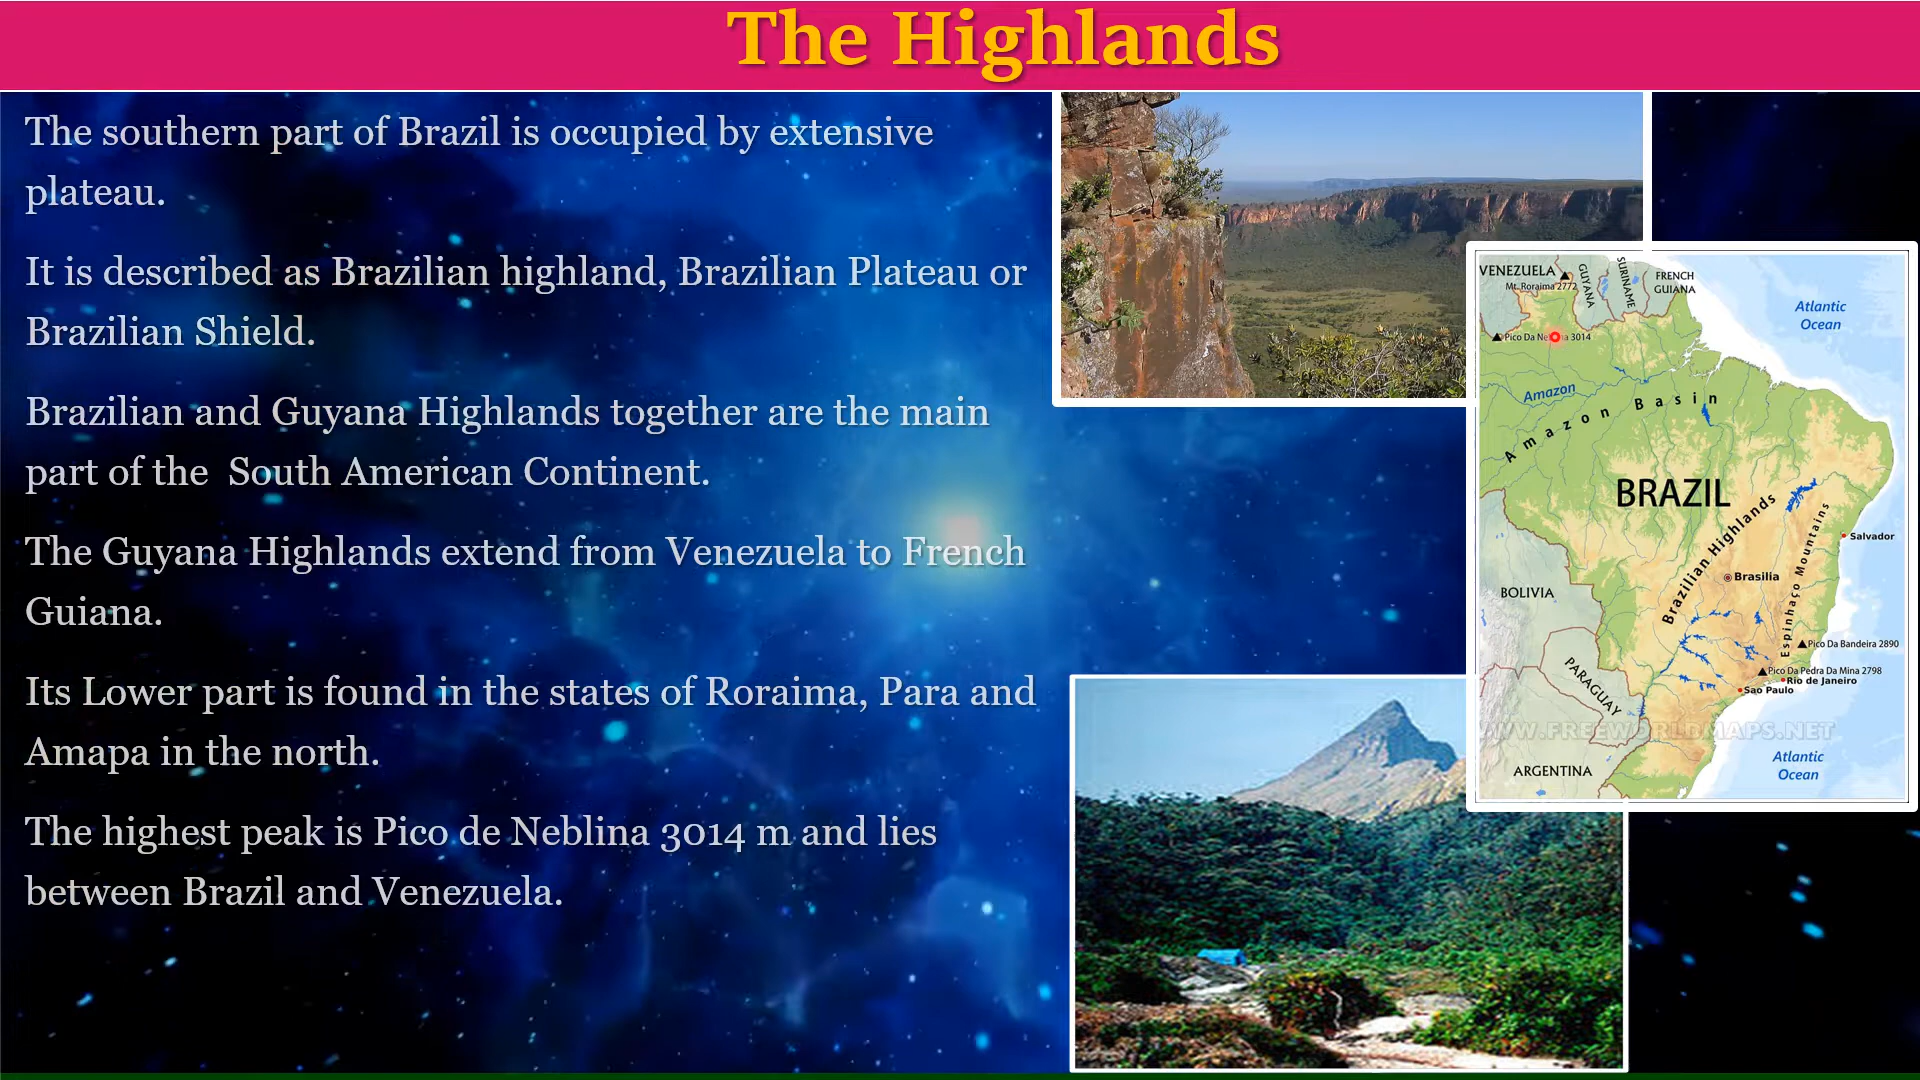 The Highlands
The southern part of Brazil is occupied by extensive
plateau.
It is described as Brazilian highland, Brazilian Plateau or
Brazilian Shield.
Brazilian and Guyana Highlands together are the main
part of the  South American Continent.
The Guyana Highlands extend from Venezuela to French
Guiana.
Its Lower part is found in the states of Roraima, Para and
Amapa in the north.
The highest peak is Pico de Neblina 3014 m and lies
between Brazil and Venezuela.
VENEZUELA
Mt. Roraima 2772
GUYANA
SURINAME
FRENCH
GUIANA
Atlantic
Ocean
Pico Da 3014
Amazon
Amazon Basin
BRAZIL
Brazilian Highlands
Espinhaço Mountains
Salvador
Brasilia
BOLIVIA
Pico Da Bandeira 2890
PARAGUAY
Pico Da Pedra Da Mina 2798
Rio de Janeiro
Sao Paulo
WWW.FREEWORLDMAPS.NET
Atlantic
Ocean
ARGENTINA